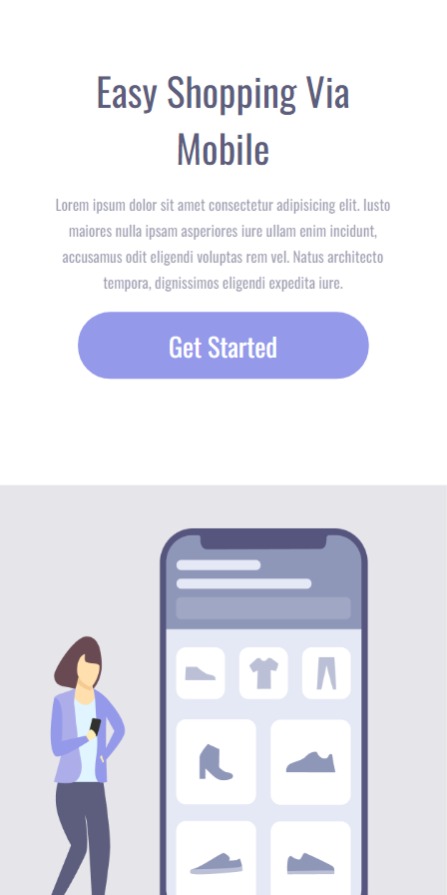 Easy Shopping Via
Mobile
Lorem ipsum dolor sit amet consectetur adipisicing elit. Iusto
maiores nulla ipsam asperiores iure ullam enim incidunt,
accusamus odit eligendi voluptas rem vel. Natus architecto
tempora, dignissimos eligendi expedita iure.
Get Started